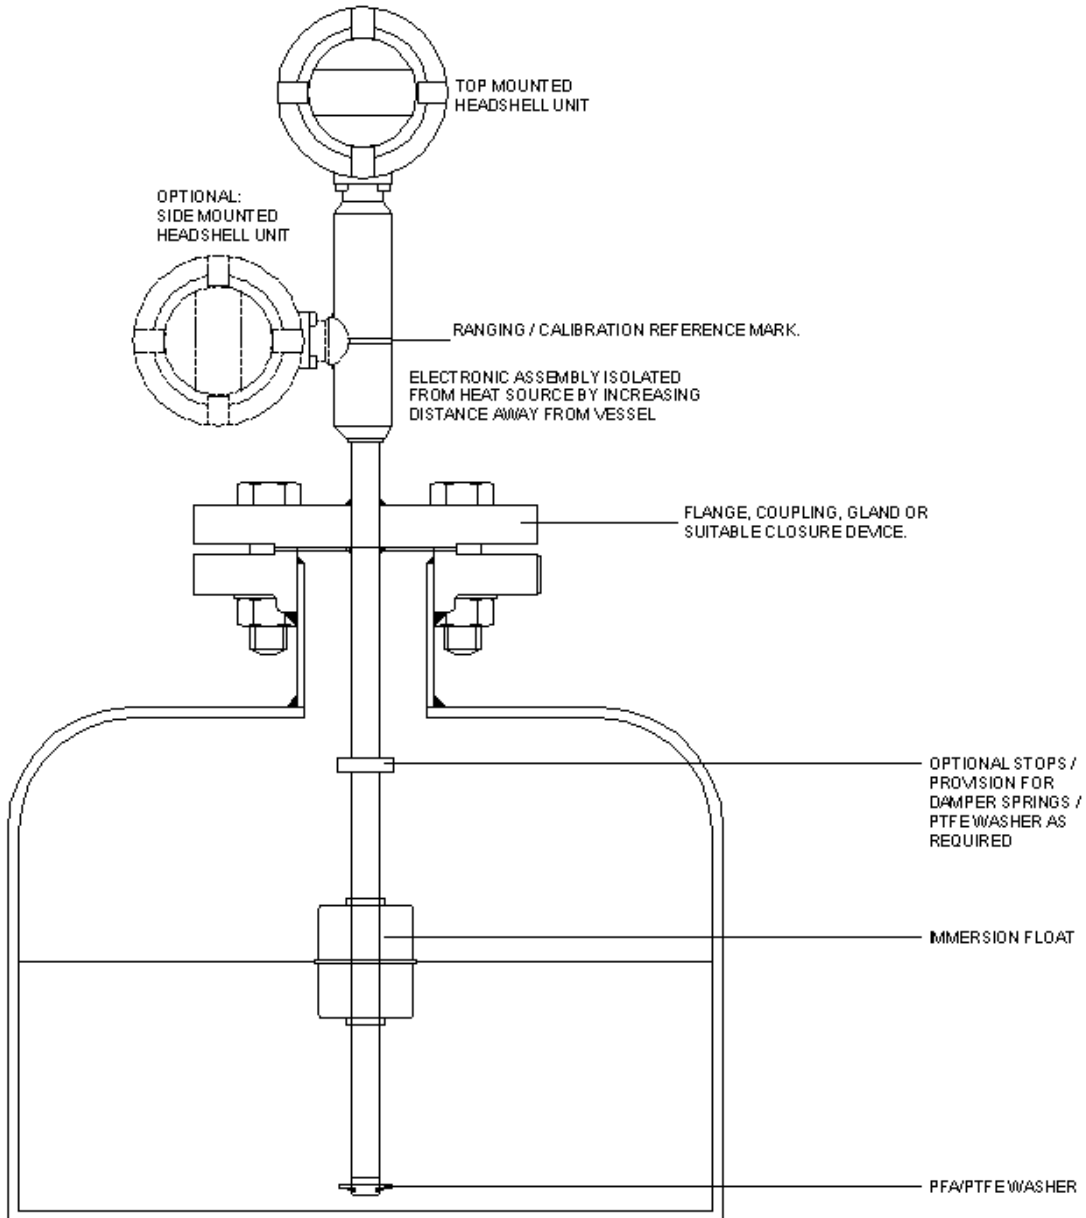 TOP MOUNTED
HEADSHELL UNIT
OPTIONAL:
SIDE MOUNTED
HEADSHELL UNIT
RANGING / CALIBRATION REFERENCE MARK.
ELECTRONIC ASSEMBLY ISOLATED
FROM HEAT SOURCE BY INCREASING
DISTANCE AWAY FROM VESSEL
FLANGE, COUPLING, GLAND OR
SUITABLE CLOSURE DEVICE.
OPTIONAL STOPS /
PROVISION FOR
DAMPER SPRINGS /
PTFE WASHER AS
REQUIRED
IMMERSION FLOAT
PFA/PTFE WASHER